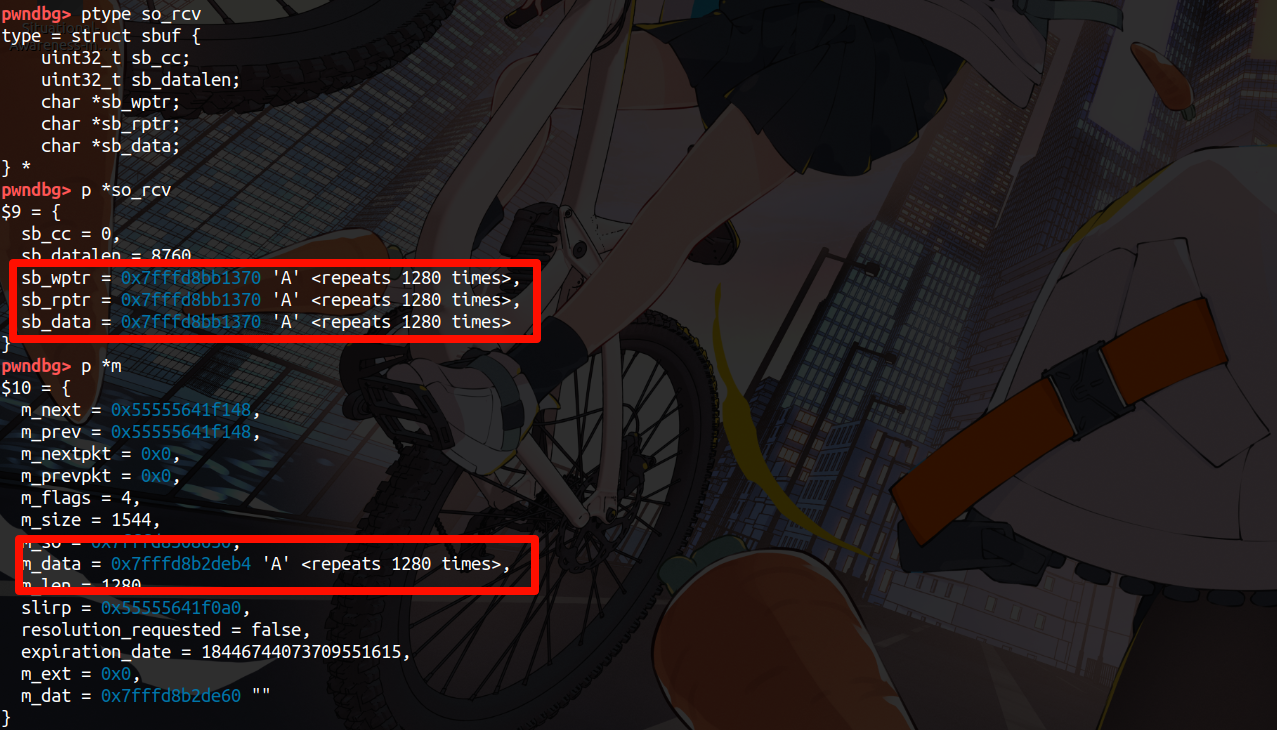 pwndbg> ptype so_rcv
type = struct sbuf {
    uint32_t sb_cc;
    uint32_t sb_datalen;
    char *sb_wptr;
    char *sb_rptr;
    char *sb_data;
} *
pwndbg> p *so_rcv
$9 = {
  sb_cc = 0,
  sb_datalen = 8760,
  sb_wptr = 0x7fffd8bb1370 'A' <repeats 1280 times>,
  sb_rptr = 0x7fffd8bb1370 'A' <repeats 1280 times>,
  sb_data = 0x7fffd8bb1370 'A' <repeats 1280 times>
}
pwndbg> p *m
$10 = {
  m_next = 0x55555641f148,
  m_prev = 0x55555641f148,
  m_nextpkt = 0x0,
  m_prevpkt = 0x0,
  m_flags = 4,
  m_size = 1544,
  m_so =
  m_data = 0x7fffd8b2deb4 'A' <repeats 1280 times>,
  m_len = 1280,
  slirp = 0x55555641f0a0,
  resolution_requested = false,
  expiration_date = 18446744073709551615,
  m_ext = 0x0,
  m_dat = 0x7fffd8b2de60 ""
}